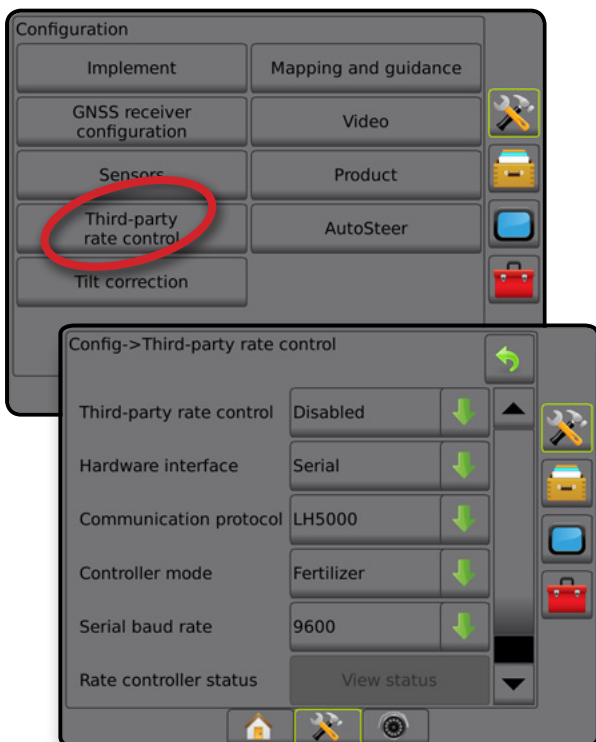 Configuration
Implement
Mapping and guidance
GNSS receiver
configuration
Video
Sensors
Product
Third-party
rate control
AutoSteer
Tilt correction
Config->Third-party rate control
Third-party rate control
Disabled
Hardware interface
Serial
Communication protocol
LH5000
Controller mode
Fertilizer
Serial baud rate
9600
Rate controller status
View status